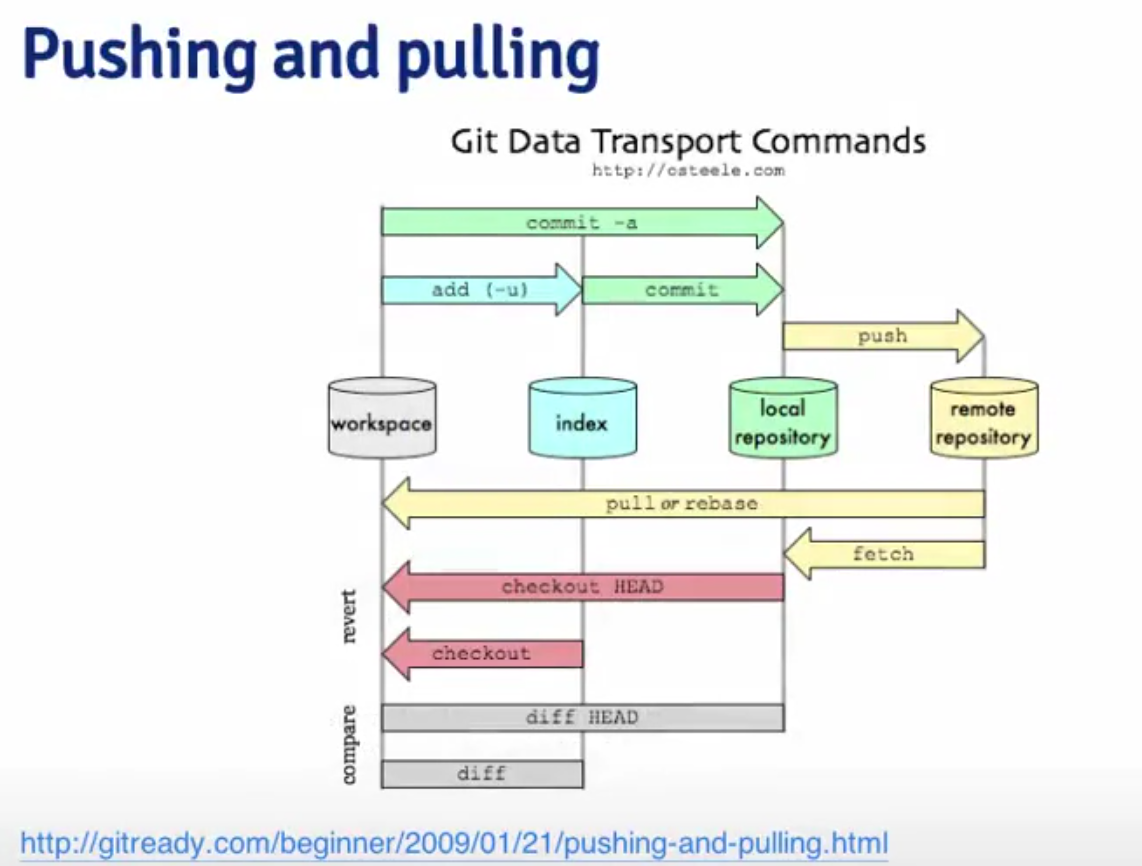 Pushing and pulling
Git Data Transport Commands
http://osteele.com
commit -a
add (-u)
commit
push
workspace
index
local
repository
remote
repository
pull or rebase
fetch
revert
checkout HEAD
checkout
compare
diff HEAD
diff
http://gitready.com/beginner/2009/01/21/pushing-and-pulling.html